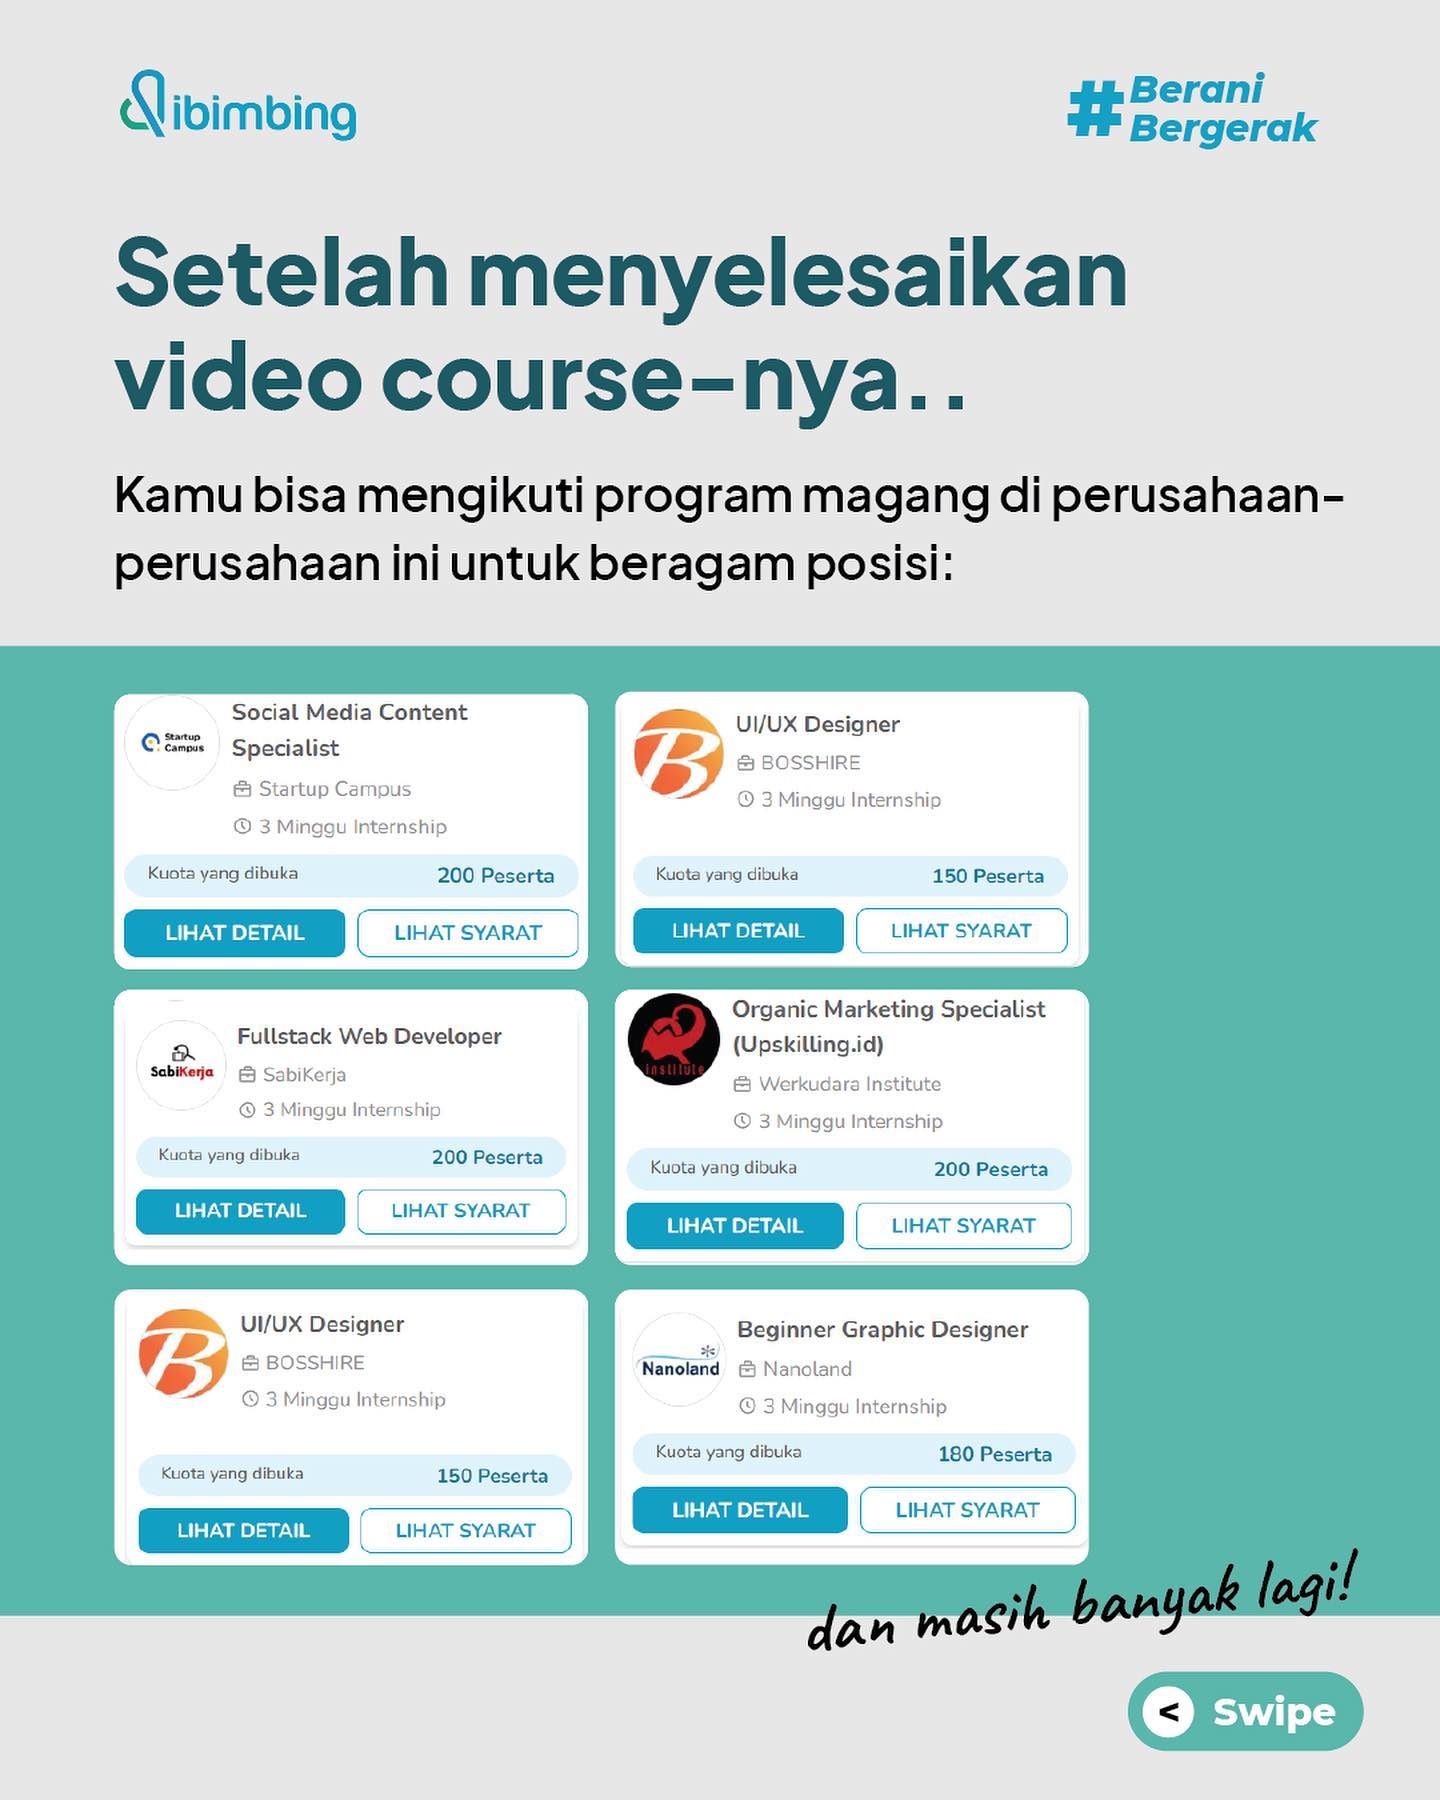 dibimbing
#Berani
Bergerak
Setelah menyelesaikan
video course-nya..
Kamu bisa mengikuti program magang di perusahaan-
perusahaan ini untuk beragam posisi:
Startup
Campus
Social Media Content
Specialist
Startup Campus
3 Minggu Internship
Kuota yang dibuka 200 Peserta
LIHAT DETAIL LIHAT SYARAT
B
UI/UX Designer
BOSSHIRE
3 Minggu Internship
Kuota yang dibuka 150 Peserta
LIHAT DETAIL LIHAT SYARAT
SabiKerja
Fullstack Web Developer
SabiKerja
3 Minggu Internship
Kuota yang dibuka 200 Peserta
LIHAT DETAIL LIHAT SYARAT
institute
Organic Marketing Specialist
(Upskilling.id)
Werkudara Institute
3 Minggu Internship
Kuota yang dibuka 200 Peserta
LIHAT DETAIL LIHAT SYARAT
B
UI/UX Designer
BOSSHIRE
3 Minggu Internship
Kuota yang dibuka 150 Peserta
LIHAT DETAIL LIHAT SYARAT
Nanoland
Beginner Graphic Designer
Nanoland
3 Minggu Internship
Kuota yang dibuka 180 Peserta
LIHAT DETAIL LIHAT SYARAT
dan masih banyak lagi!
< Swipe